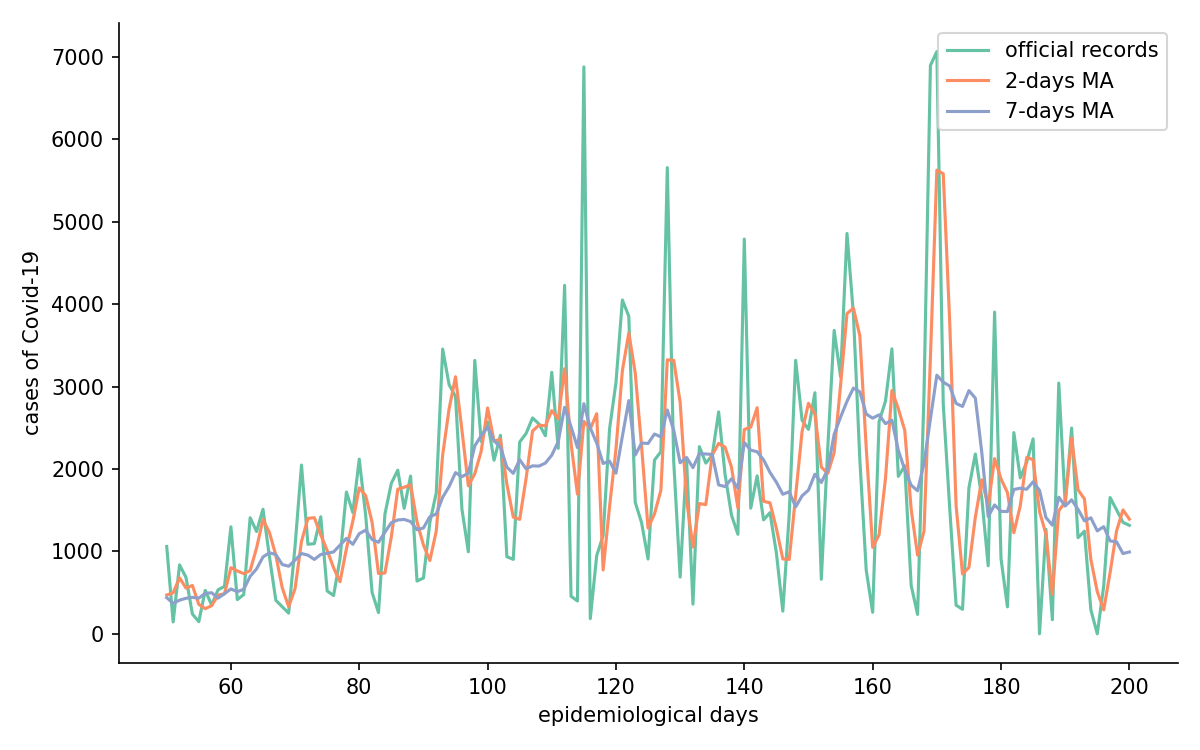 7000
6000
5000
4000
3000
2000
1000
0
cases of Covid-19
official records
2-days MA
7-days MA
60 80 100 120 140 160 180 200
epidemiological days